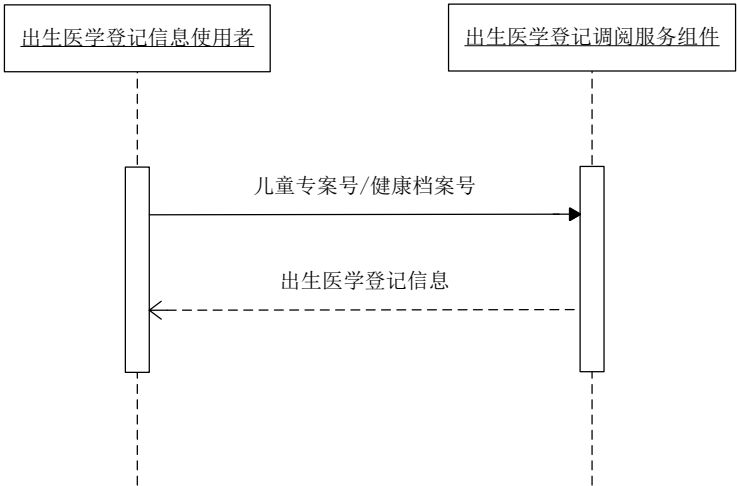 出生医学登记信息使用者
出生医学登记调阅服务组件
儿童专案号/健康档案号
出生医学登记信息